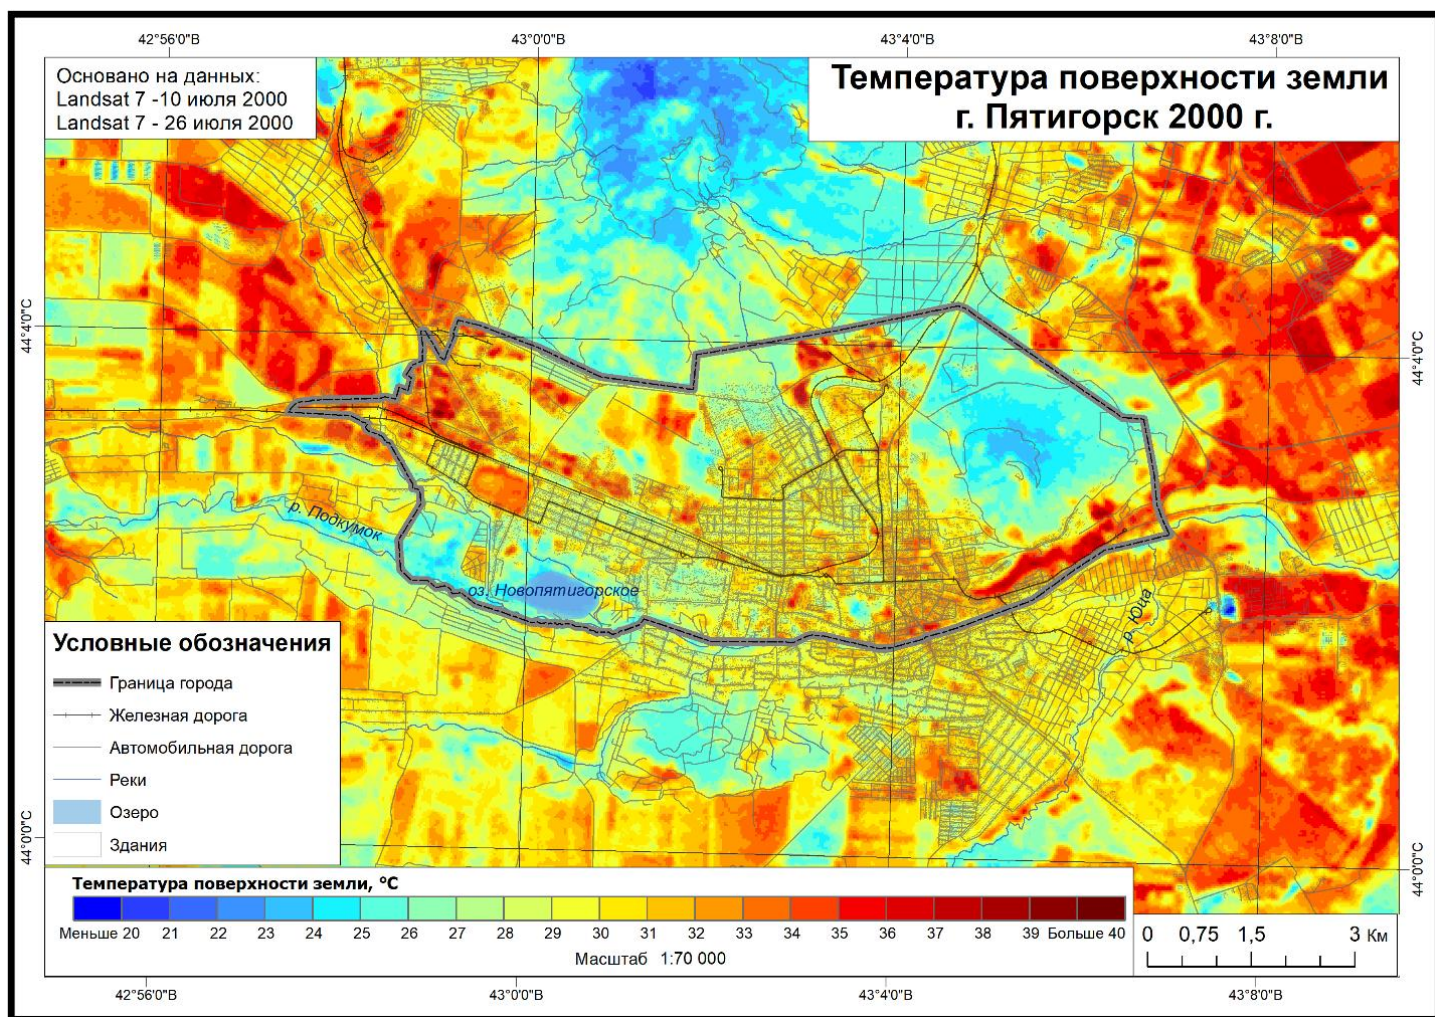 42°56'0"В 43°0'0"В 43°4'0"В 43°8'0"В
Основано на данных:
Landsat 7 -10 июля 2000
Landsat 7 - 26 июля 2000
Температура поверхности земли
г. Пятигорск 2000 г.
44°4'0"С
44°4'0"С
р. Подкумок
оз. Новопятигорское
р. Юца
Условные обозначения
Граница города
Железная дорога
Автомобильная дорога
Реки
Озеро
Здания
44°0'0"С
44°0'0"С
Температура поверхности земли, °С
Меньше 20 21 22 23 24 25 26 27 28 29 30 31 32 33 34 35 36 37 38 39 Больше 40
Масштаб 1:70 000
0 0,75 1,5 3 Км
42°56'0"В 43°0'0"В 43°4'0"В 43°8'0"В